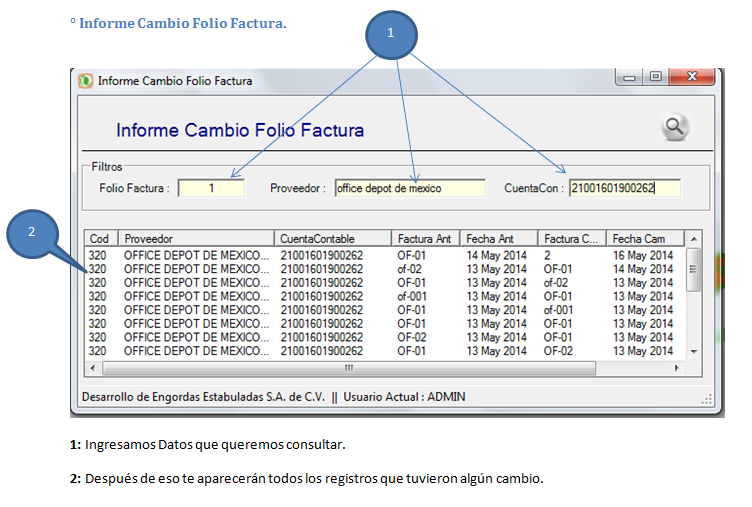 ° Informe Cambio Folio Factura.
1
Informe Cambio Folio Factura
Informe Cambio Folio Factura
Filtros
Folio Factura : 1 Proveedor : office depot de mexico CuentaCon : 21001601900262
2
Cod Proveedor CuentaContable Factura Ant Fecha Ant Factura C... Fecha Cam
320 OFFICE DEPOT DE MEXICO... 21001601900262 OF-01 14 May 2014 2 16 May 2014
320 OFFICE DEPOT DE MEXICO... 21001601900262 of-02 13 May 2014 OF-01 14 May 2014
320 OFFICE DEPOT DE MEXICO... 21001601900262 OF-01 13 May 2014 of-02 13 May 2014
320 OFFICE DEPOT DE MEXICO... 21001601900262 of-001 13 May 2014 OF-01 13 May 2014
320 OFFICE DEPOT DE MEXICO... 21001601900262 OF-01 13 May 2014 of-001 13 May 2014
320 OFFICE DEPOT DE MEXICO... 21001601900262 OF-01 13 May 2014 OF-01 13 May 2014
320 OFFICE DEPOT DE MEXICO... 21001601900262 OF-02 13 May 2014 OF-01 13 May 2014
320 OFFICE DEPOT DE MEXICO... 21001601900262 OF-01 13 May 2014 OF-02 13 May 2014
Desarrollo de Engordas Estabuladas S.A. de C.V. || Usuario Actual : ADMIN
1: Ingresamos Datos que queremos consultar.
2: Después de eso te aparecerán todos los registros que tuvieron algún cambio.